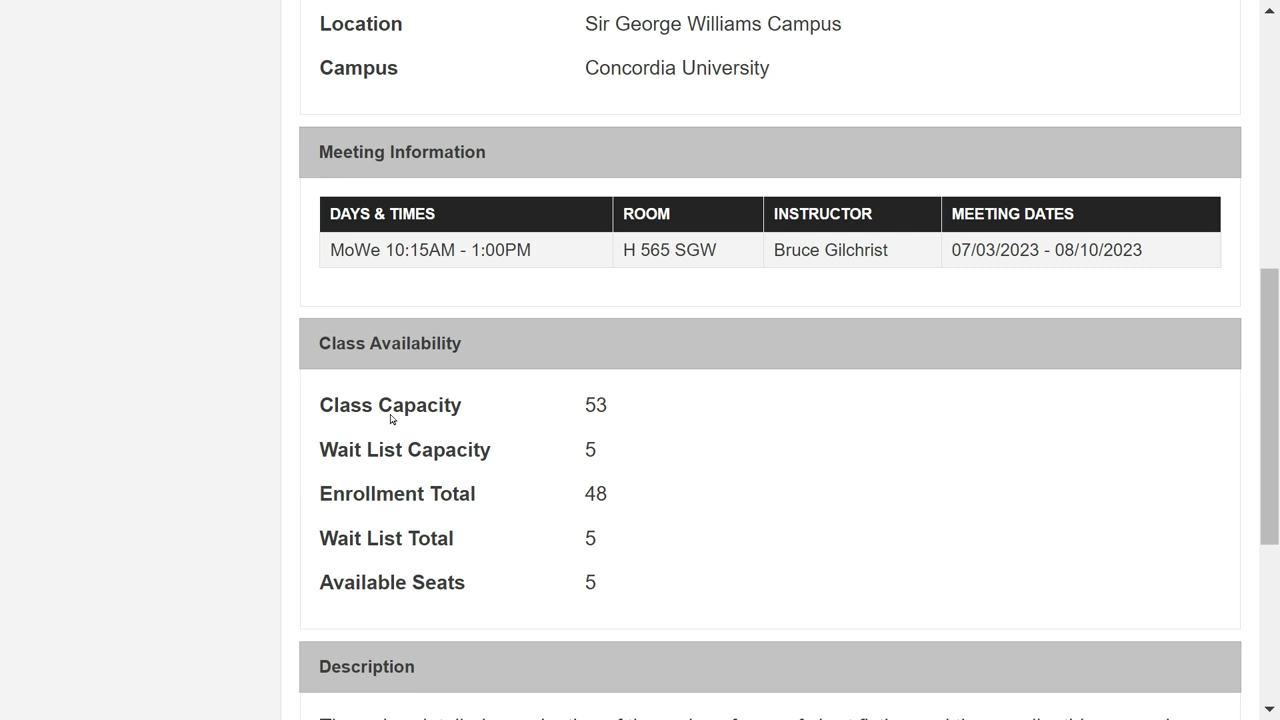 Location Sir George Williams Campus
Campus Concordia University
Meeting Information
DAYS & TIMES ROOM INSTRUCTOR MEETING DATES
MoWe 10:15AM - 1:00PM H 565 SGW Bruce Gilchrist 07/03/2023 - 08/10/2023
Class Availability
Class Capacity 53
Wait List Capacity 5
Enrollment Total 48
Wait List Total 5
Available Seats 5
Description